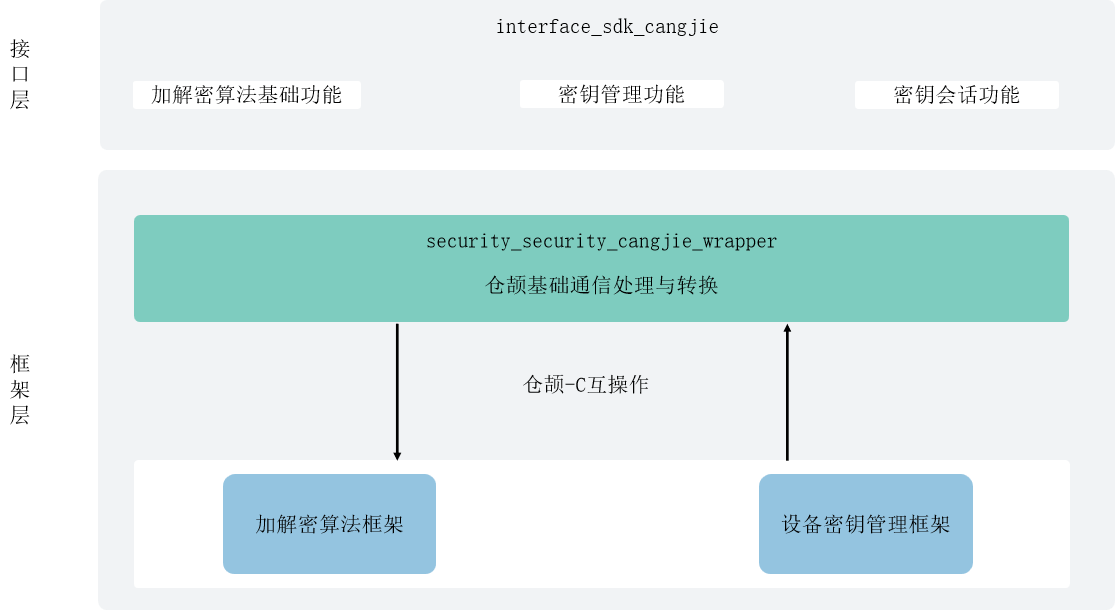 接口层
interface_sdk_cangjie
加解密算法基础功能
密钥管理功能
密钥会话功能
框架层
security_security_cangjie_wrapper
仓颉基础通信处理与转换
仓颉-C互操作
加解密算法框架
设备密钥管理框架